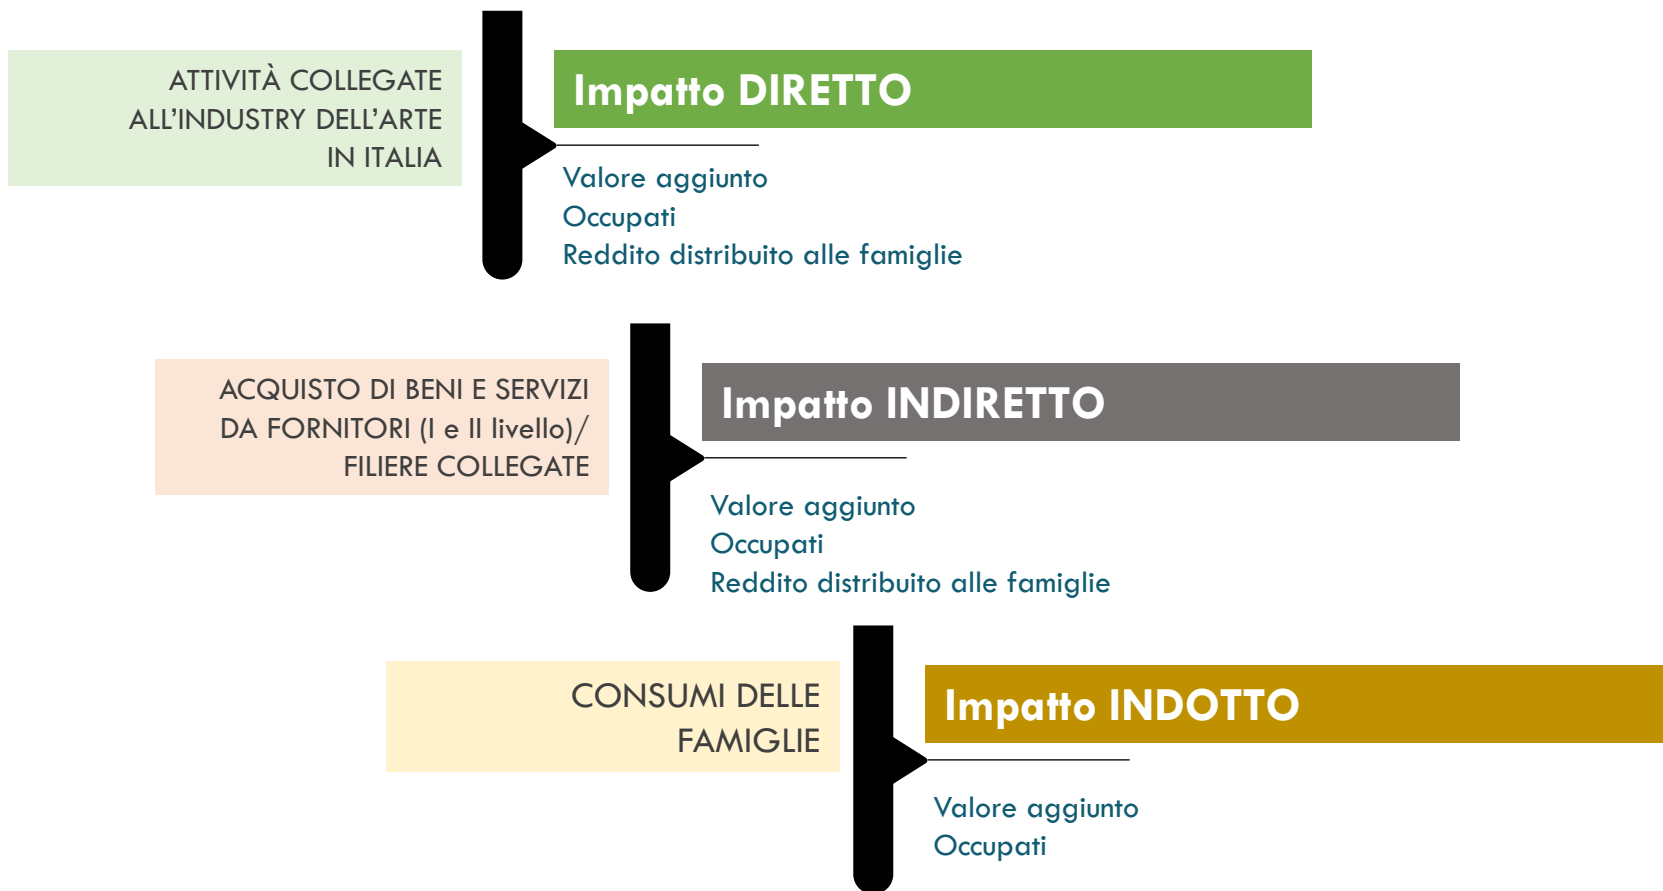 ATTIVITÀ COLLEGATE
ALL'INDUSTRY DELL'ARTE
IN ITALIA
Impatto DIRETTO
Valore aggiunto
Occupati
Reddito distribuito alle famiglie
ACQUISTO DI BENI E SERVIZI
DA FORNITORI (I e II livello)/
FILIERE COLLEGATE
Impatto INDIRETTO
Valore aggiunto
Occupati
Reddito distribuito alle famiglie
CONSUMI DELLE
FAMIGLIE
Impatto INDOTTO
Valore aggiunto
Occupati